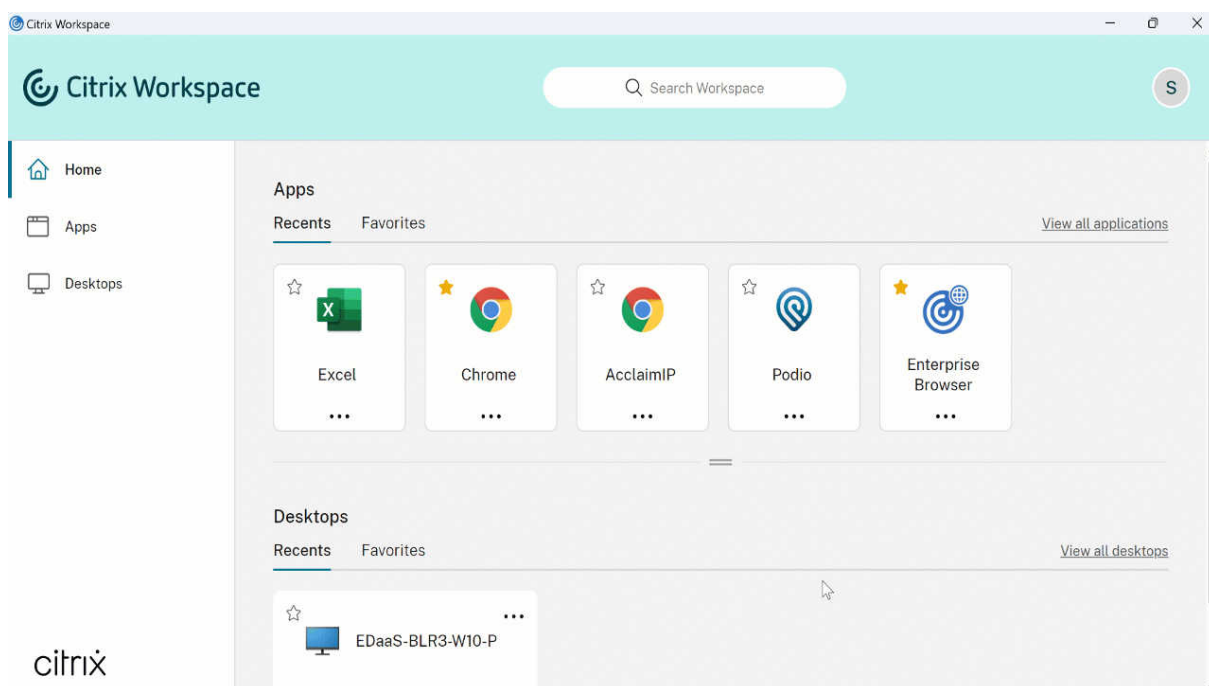 Citrix Workspace
Citrix Workspace
Search Workspace
S
Home
Apps
Desktops
Apps
Recents Favorites View all applications
X
Excel
Chrome
AcclaimIP
Podio
Enterprise
Browser
Desktops
Recents Favorites View all desktops
EDaaS-BLR3-W10-P
citrix